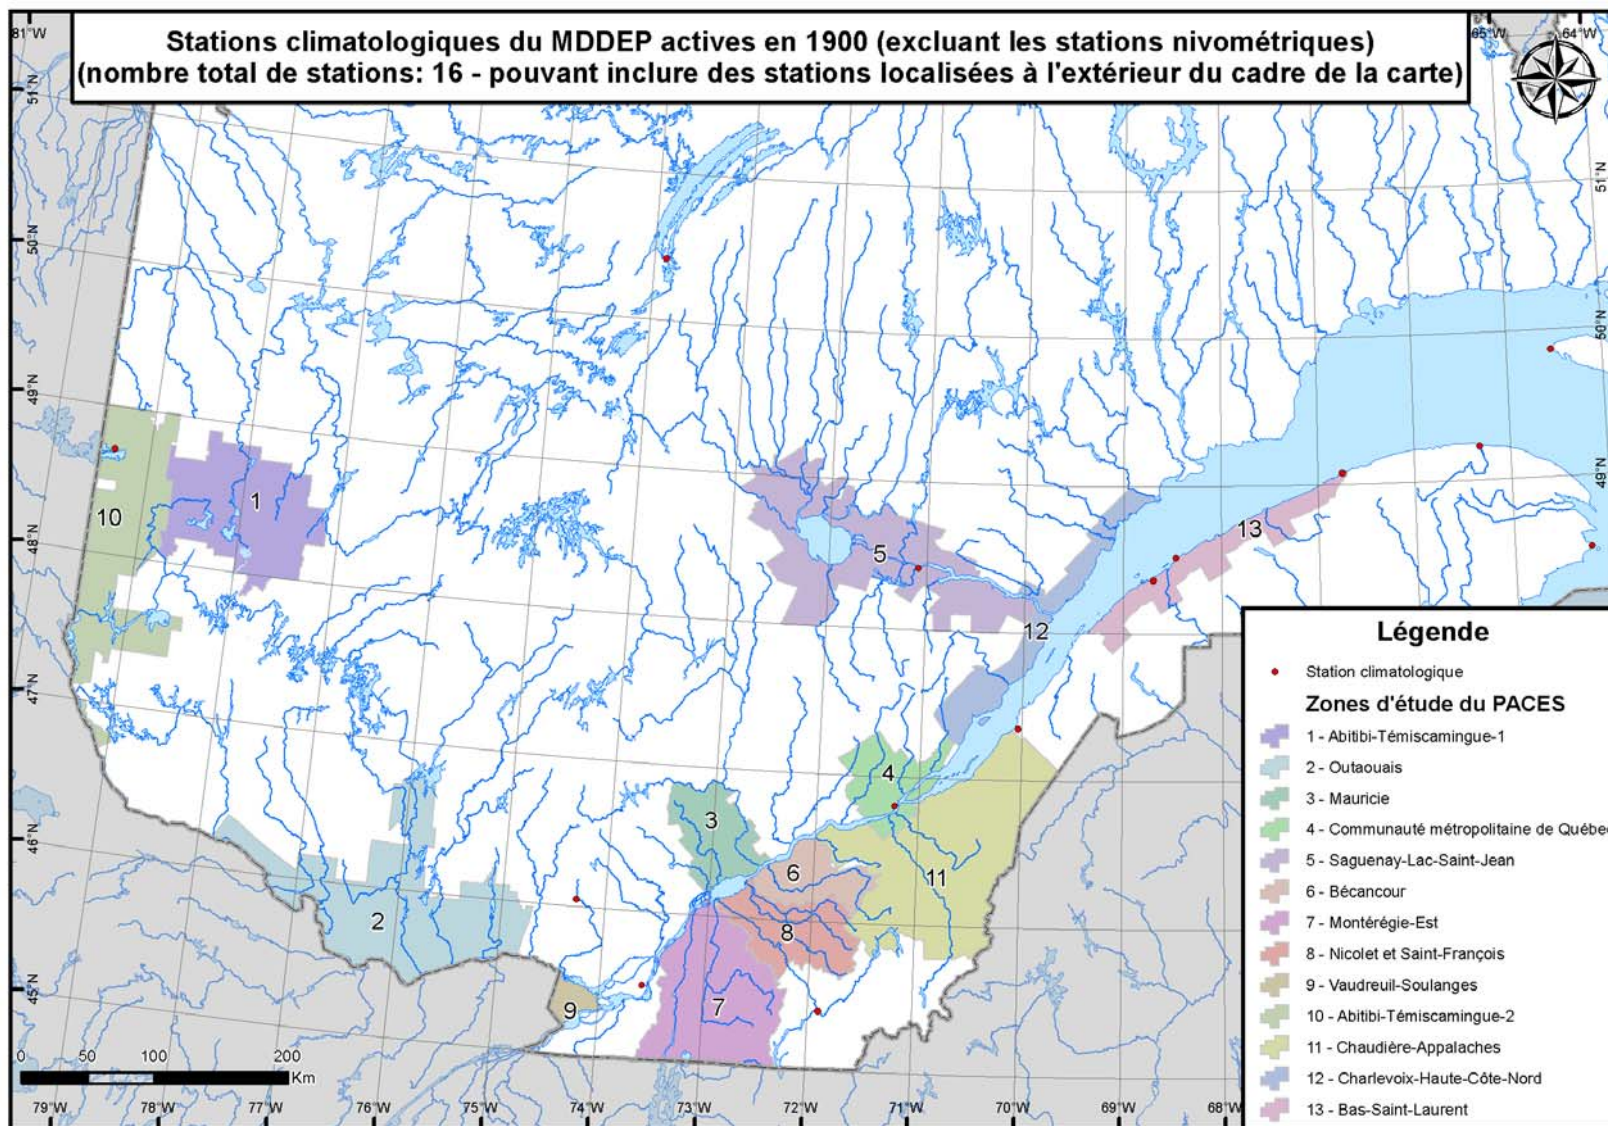 Stations climatologiques du MDDEP actives en 1900 (excluant les stations nivométriques)
(nombre total de stations: 16 - pouvant inclure des stations localisées à l'extérieur du cadre de la carte)
81°W
65°W
64°W
51°N
51°N
50°N
50°N
49°N
49°N
48°N
47°N
46°N
45°N
1
10
5
13
12
4
3
6
11
2
8
9
7
0 50 100 200
Km
79°W 78°W 77°W 76°W 75°W 74°W 73°W 72°W 71°W 70°W 69°W 68°W
Légende
Station climatologique
Zones d'étude du PACES
1 - Abitibi-Témiscamingue-1
2 - Outaouais
3 - Mauricie
4 - Communauté métropolitaine de Québe
5 - Saguenay-Lac-Saint-Jean
6 - Bécancour
7 - Montérégie-Est
8 - Nicolet et Saint-François
9 - Vaudreuil-Soulanges
10 - Abitibi-Témiscamingue-2
11 - Chaudière-Appalaches
12 - Charlevoix-Haute-Côte-Nord
13 - Bas-Saint-Laurent